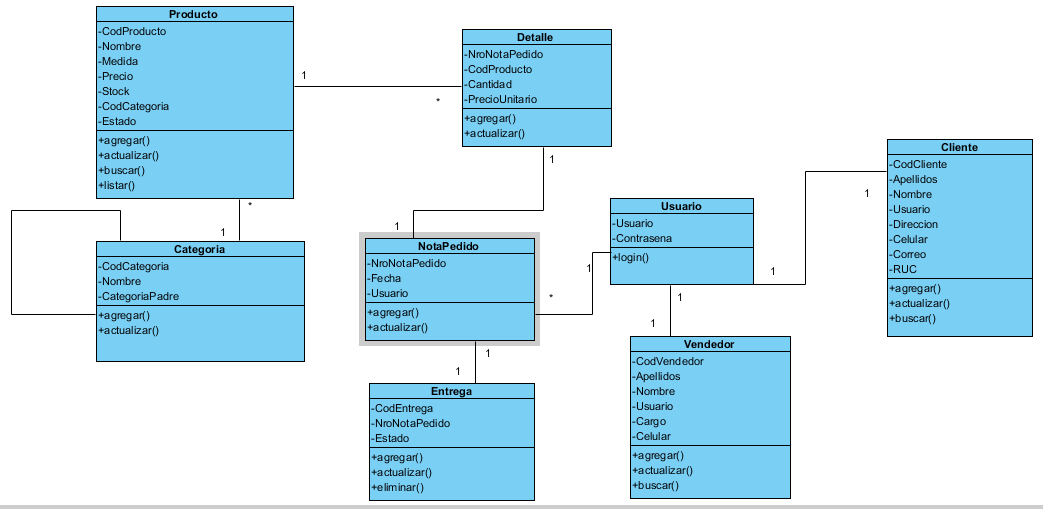 Producto
-CodProducto
-Nombre
-Medida
-Precio
-Stock
-CodCategoria
-Estado
+agregar()
+actualizar()
+buscar()
+listar()
1
*
Detalle
-NroNotaPedido
-CodProducto
-Cantidad
-PrecioUnitario
+agregar()
+actualizar()
*
1
Categoria
-CodCategoria
-Nombre
-CategoriaPadre
+agregar()
+actualizar()
1
1
NotaPedido
-NroNotaPedido
-Fecha
-Usuario
+agregar()
+actualizar()
*
1
Usuario
-Usuario
-Contrasena
+login()
1
1
Cliente
-CodCliente
-Apellidos
-Nombre
-Usuario
-Direccion
-Celular
-Correo
-RUC
+agregar()
+actualizar()
+buscar()
1
1
Entrega
-CodEntrega
-NroNotaPedido
-Estado
+agregar()
+actualizar()
+eliminar()
1
1
Vendedor
-CodVendedor
-Apellidos
-Nombre
-Usuario
-Cargo
-Celular
+agregar()
+actualizar()
+buscar()